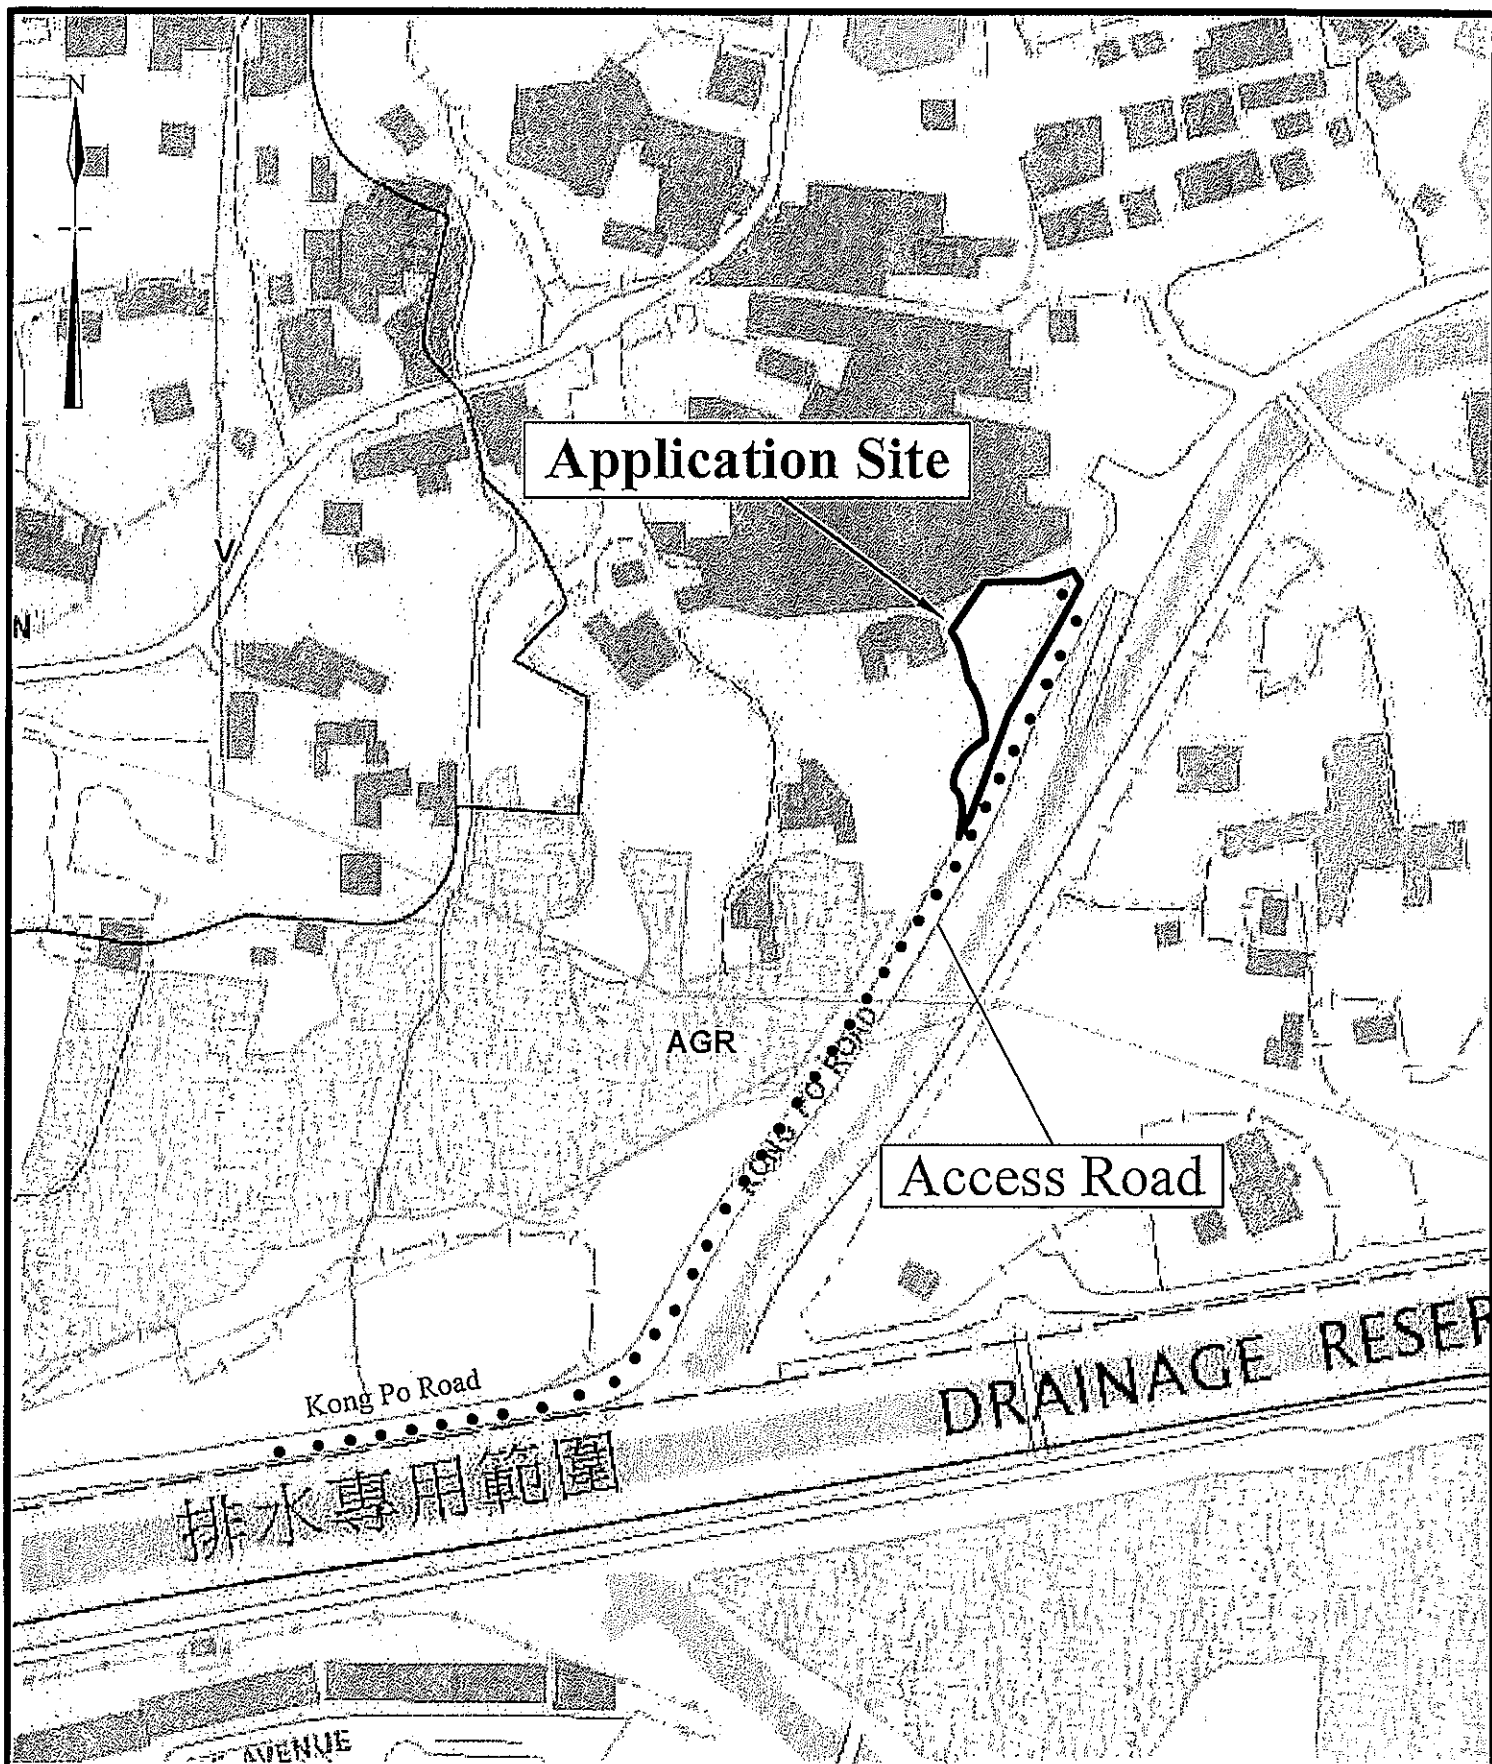 N
Application Site
V
N
AGR
KONG PO ROAD
Access Road
DRAINAGE RESER
Kong Po Road
排水專用範圍
AVENUE